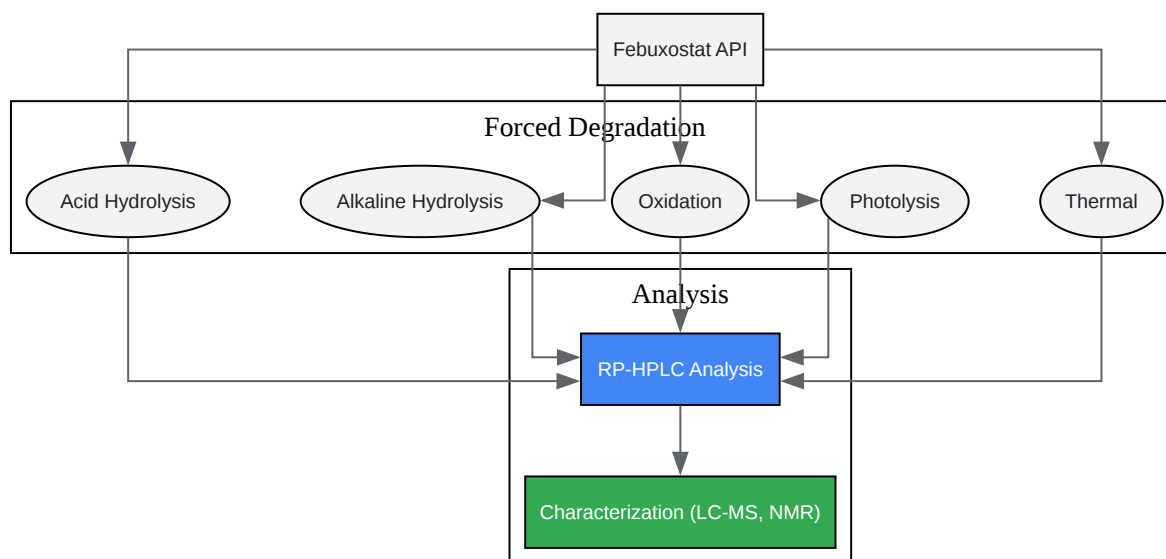 Febuxostat API
Forced Degradation
Acid Hydrolysis
Alkaline Hydrolysis
Oxidation
Photolysis
Thermal
Analysis
RP-HPLC Analysis
Characterization (LC-MS, NMR)